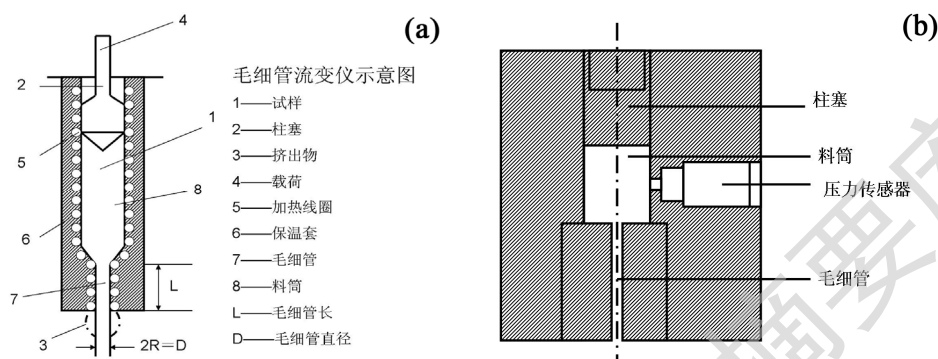 (a)
4
2
1
5
8
6
7
L
3
2R=D
毛细管流变仪示意图
1——试样
2——柱塞
3——挤出物
4——载荷
5——加热线圈
6——保温套
7——毛细管
8——料筒
L——毛细管长
D——毛细管直径
(b)
柱塞
料筒
压力传感器
毛细管
摘要